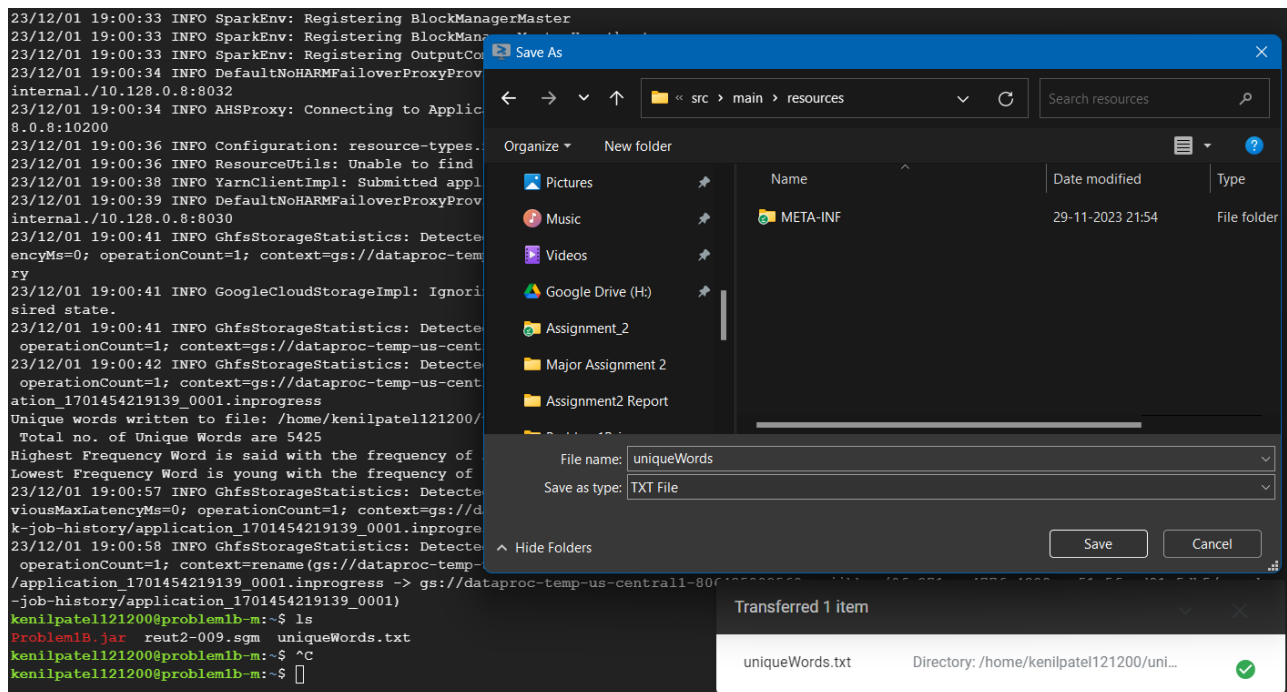 23/12/01 19:00:33 INFO SparkEnv: Registering BlockManagerMaster
23/12/01 19:00:33 INFO SparkEnv: Registering
23/12/01 19:00:33 INFO SparkEnv: Registering OutputCo
23/12/01 19:00:34 INFO DefaultNoHARMFailoverProxyProv
internal./10.128.0.8:8032
23/12/01 19:00:34 INFO AHSProxy: Connecting to Applic
8.0.8:10200
23/12/01 19:00:36 INFO Configuration: resource-types.
23/12/01 19:00:36 INFO ResourceUtils: Unable to find
23/12/01 19:00:38 INFO YarnClientImpl: Submitted appl
23/12/01 19:00:39 INFO DefaultNoHARMFailoverProxyProv
internal./10.128.0.8:8030
23/12/01 19:00:41 INFO GhfsStorageStatistics: Detecte
encyMs=0; operationCount=1; context=gs://dataproc-tem
ry
23/12/01 19:00:41 INFO GoogleCloudStorageImpl: Ignori
sired state.
23/12/01 19:00:41 INFO GhfsStorageStatistics: Detecte
operationCount=1; context=gs://dataproc-temp-us-cent
23/12/01 19:00:42 INFO GhfsStorageStatistics: Detecte
operationCount=1; context=gs://dataproc-temp-us-cent
ation_1701454219139_0001.inprogress
Unique words written to file: /home/kenilpatel121200/
Total no. of Unique Words are 5425
Highest Frequency Word is said with the frequency of
Lowest Frequency Word is young with the frequency of
23/12/01 19:00:57 INFO GhfsStorageStatistics: Detecte
viousMaxLatencyMs=0; operationCount=1; context=gs://d
k-job-history/application_1701454219139_0001.inprogre
23/12/01 19:00:58 INFO GhfsStorageStatistics: Detecte
operationCount=1; context=rename(gs://dataproc-temp-
/application_1701454219139_0001.inprogress -> gs://dataproc-temp-us-central1-
-job-history/application_1701454219139_0001)
kenilpatel121200@problem1b-m:~$ ls
Problem1B.jar reut2-009.sgm uniqueWords.txt
kenilpatel121200@problem1b-m:~$ ^C
kenilpatel121200@problem1b-m:~$
Save As
« src > main > resources
Search resources
Organize
New folder
Name
Date modified
Type
Pictures
Music
Videos
Google Drive (H:)
Assignment_2
Major Assignment 2
Assignment2 Report
META-INF
29-11-2023 21:54
File folder
File name: uniqueWords
Save as type: TXT File
Hide Folders
Save
Cancel
Transferred 1 item
uniqueWords.txt
Directory: /home/kenilpatel121200/uni...